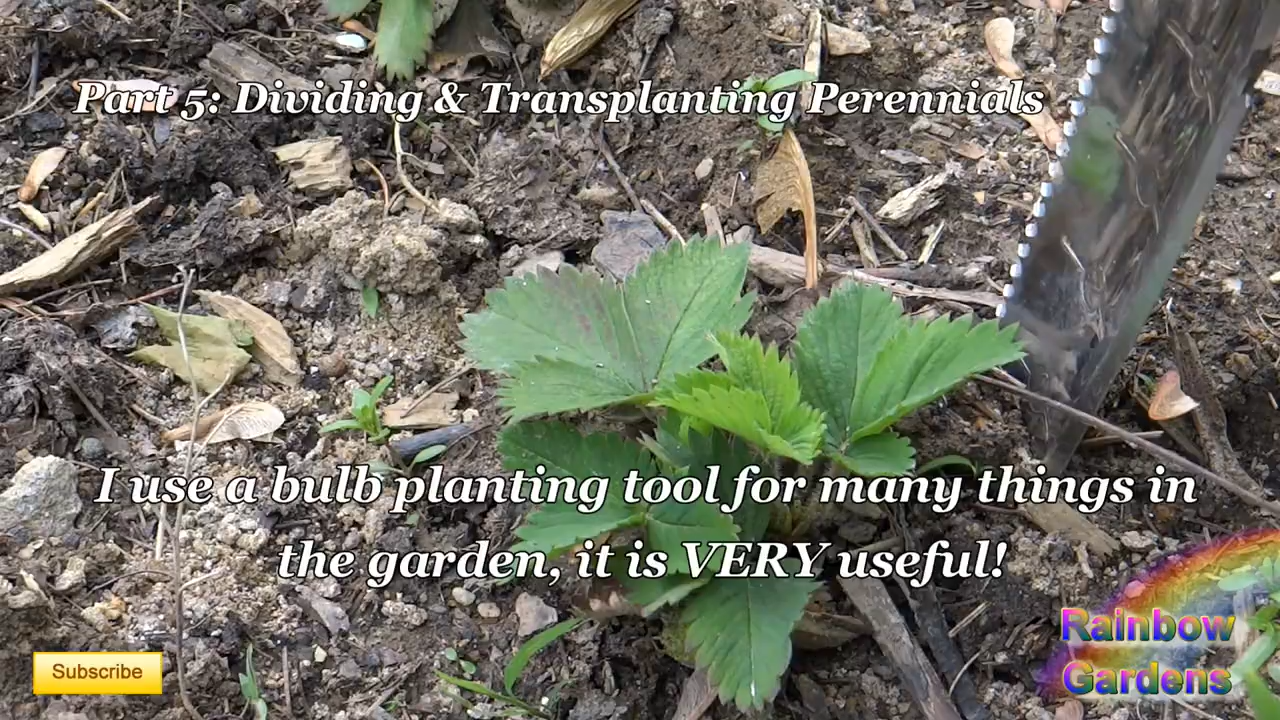 Part 5: Dividing & Transplanting Perennials
I use a bulb planting tool for many things in
the garden, it is VERY useful!
Subscribe
Rainbow
Gardens